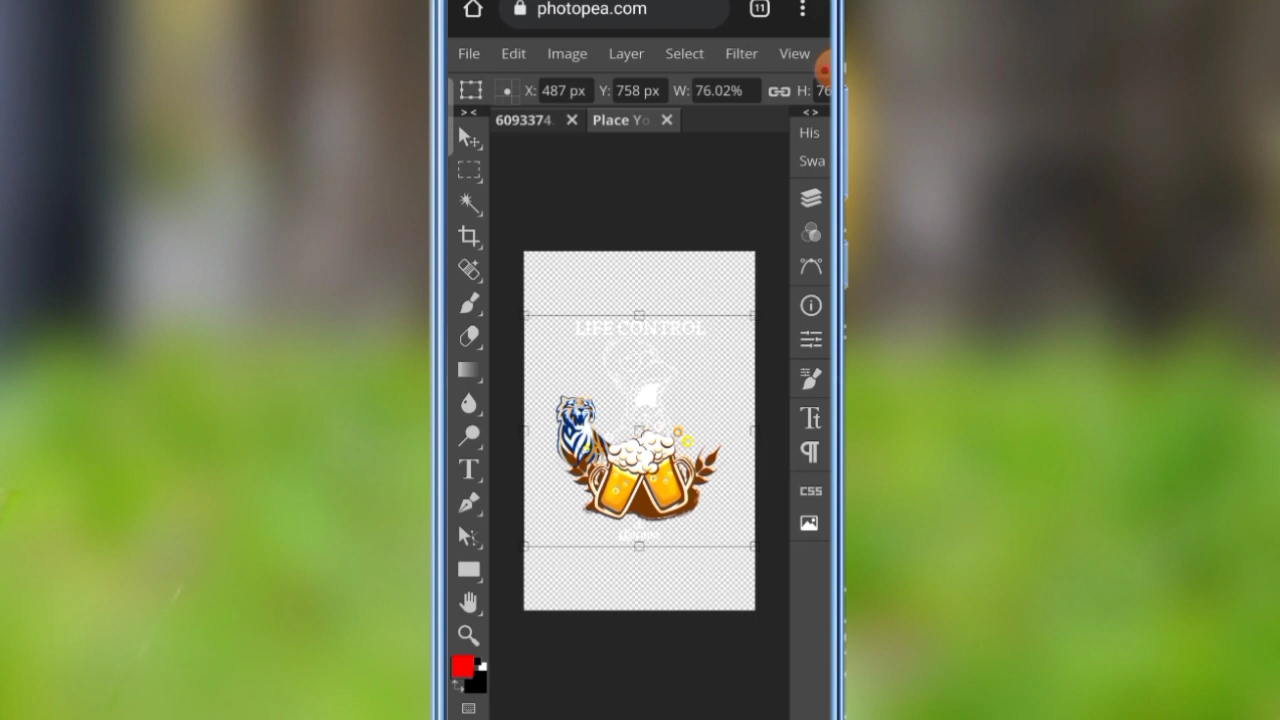 photopea.com
11
File Edit Image Layer Select Filter View
X: 487 px Y: 758 px W: 76.02% H: 76
6093374. Place Yo
His
Swa
LIFE CONTROL
T
Tt
CSS